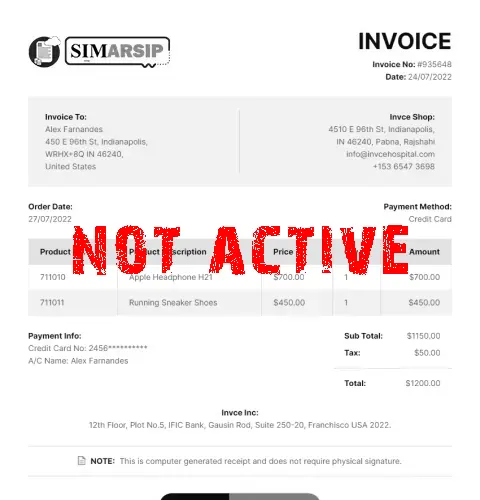 SIMARSIP
INVOICE
Invoice No: #935648
Date: 24/07/2022
Invoice To:
Alex Farnandes
450 E 96th St, Indianapolis,
WRHX+8Q IN 46240,
United States
Invce Shop:
4510 E 96th St, Indianapolis,
IN 46240, Pabna, Rajshahi
info@invcehospital.com
+153 6547 3698
Order Date:
27/07/2022
Payment Method:
Credit Card
NOT ACTIVE
Product Product Description Price Amount
711010 Apple Headphone H21 $700.00 1 $700.00
711011 Running Sneaker Shoes $450.00 1 $450.00
Payment Info:
Credit Card No: 2456**********
A/C Name: Alex Farnandes
Sub Total: $1150.00
Tax: $50.00
Total: $1200.00
Invce Inc:
12th Floor, Plot No.5, IFIC Bank, Gausin Rod, Suite 250-20, Franchisco USA 2022.
NOTE: This is computer generated receipt and does not require physical signature.